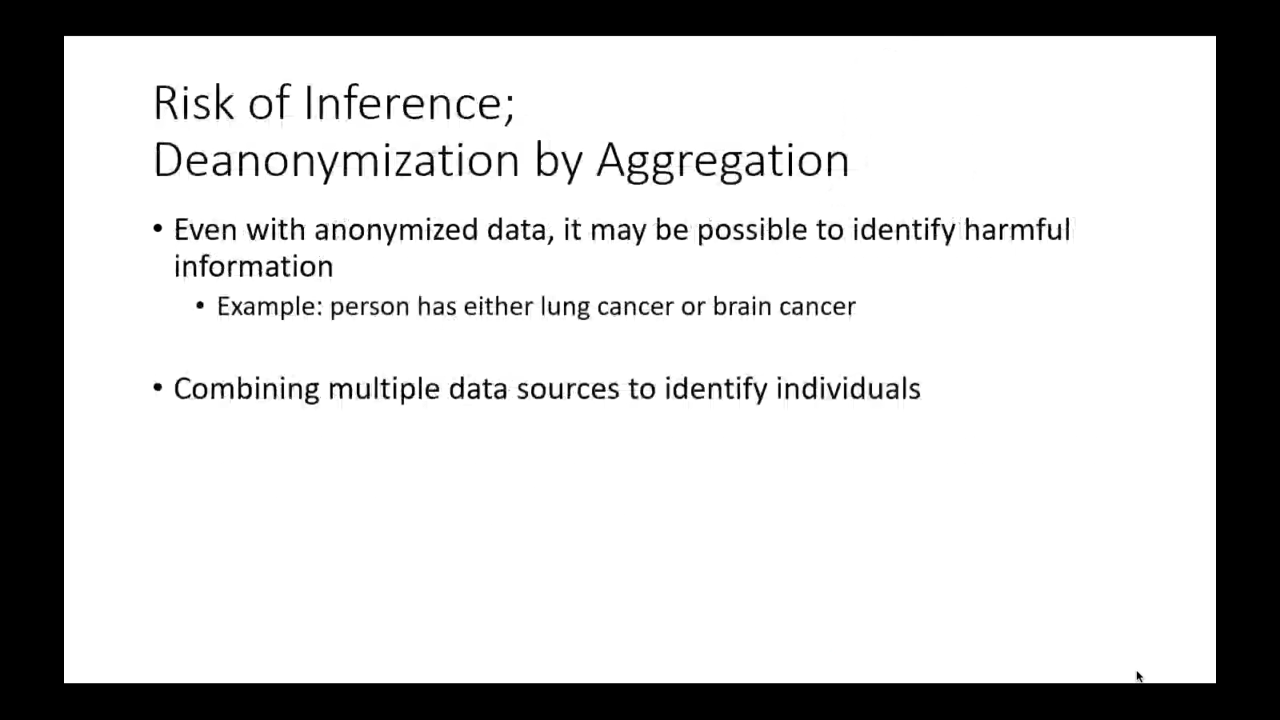 Risk of Inference;
Deanonymization by Aggregation
• Even with anonymized data, it may be possible to identify harmful
information
• Example: person has either lung cancer or brain cancer
• Combining multiple data sources to identify individuals